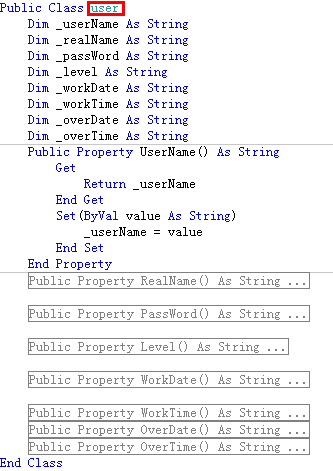 Public Class user
Dim _userName As String
Dim _realName As String
Dim _passWord As String
Dim _level As String
Dim _workDate As String
Dim _workTime As String
Dim _overDate As String
Dim _overTime As String
Public Property UserName() As String
Get
Return _userName
End Get
Set(ByVal value As String)
_userName = value
End Set
End Property
Public Property RealName() As String ...
Public Property PassWord() As String ...
Public Property Level() As String ...
Public Property WorkDate() As String ...
Public Property WorkTime() As String ...
Public Property OverDate() As String ...
Public Property OverTime() As String ...
End Class